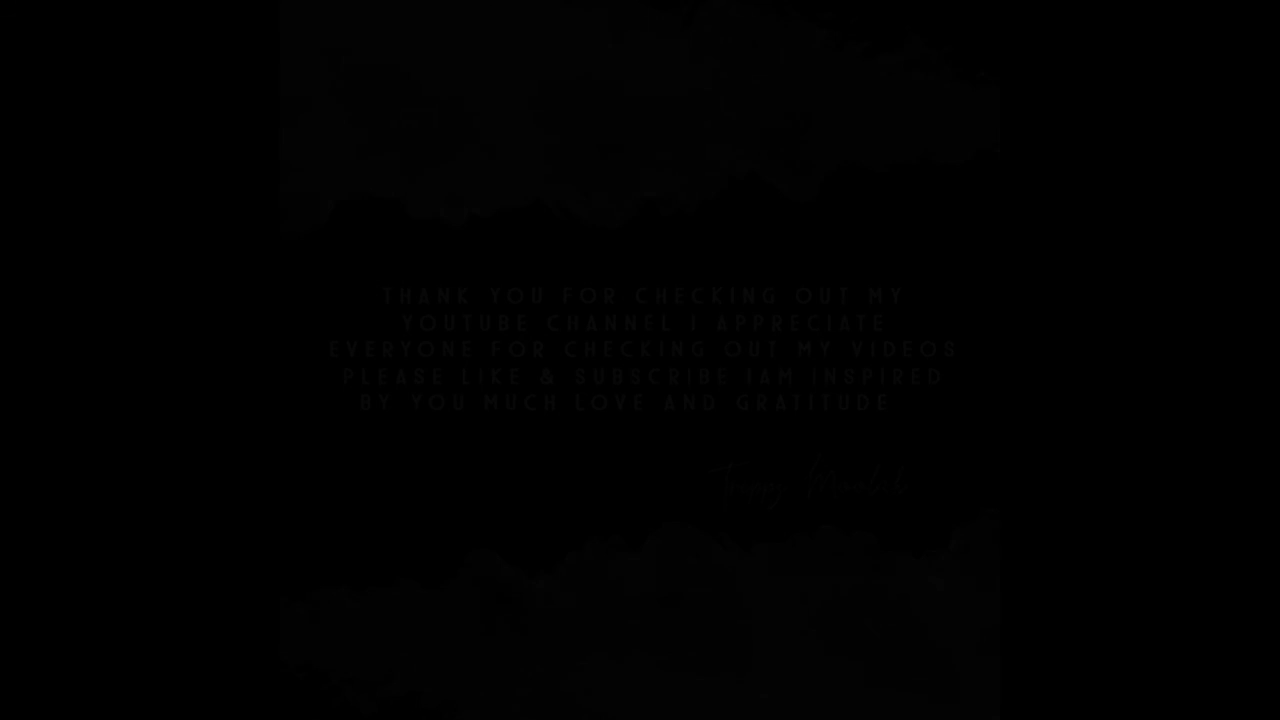 THANK YOU FOR CHECKING OUT MY
YOUTUBE CHANNEL I APPRECIATE
EVERYONE FOR CHECKING OUT MY VIDEOS
PLEASE LIKE & SUBSCRIBE IAM INSPIRED
BY YOU MUCH LOVE AND GRATITUDE